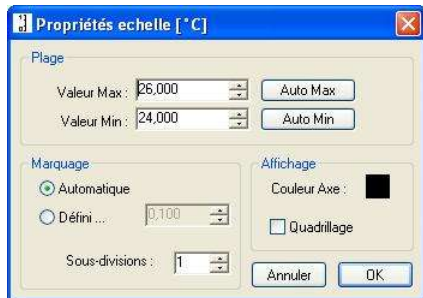 Propriétés echelle [°C]
Plage
Valeur Max : 26,000 Auto Max
Valeur Min : 24,000 Auto Min
Marquage
Automatique
Défini ... 0,100
Sous-divisions : 1
Affichage
Couleur Axe :
Quadrillage
Annuler OK